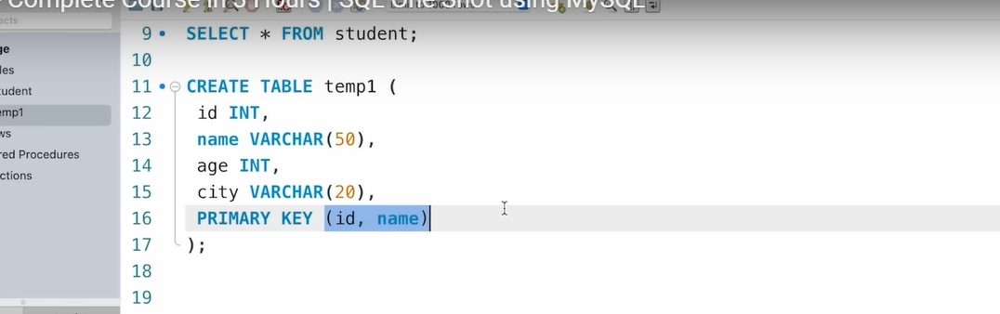 Complete Course in 3 Hours | SQL One Shot using MySQL
ects
ge
les
tudent
emp1
ws
red Procedures
ctions
9 SELECT * FROM student;
10
11 CREATE TABLE temp1 (
12 id INT,
13 name VARCHAR(50),
14 age INT,
15 city VARCHAR(20),
16 PRIMARY KEY (id, name)
17 );
18
19